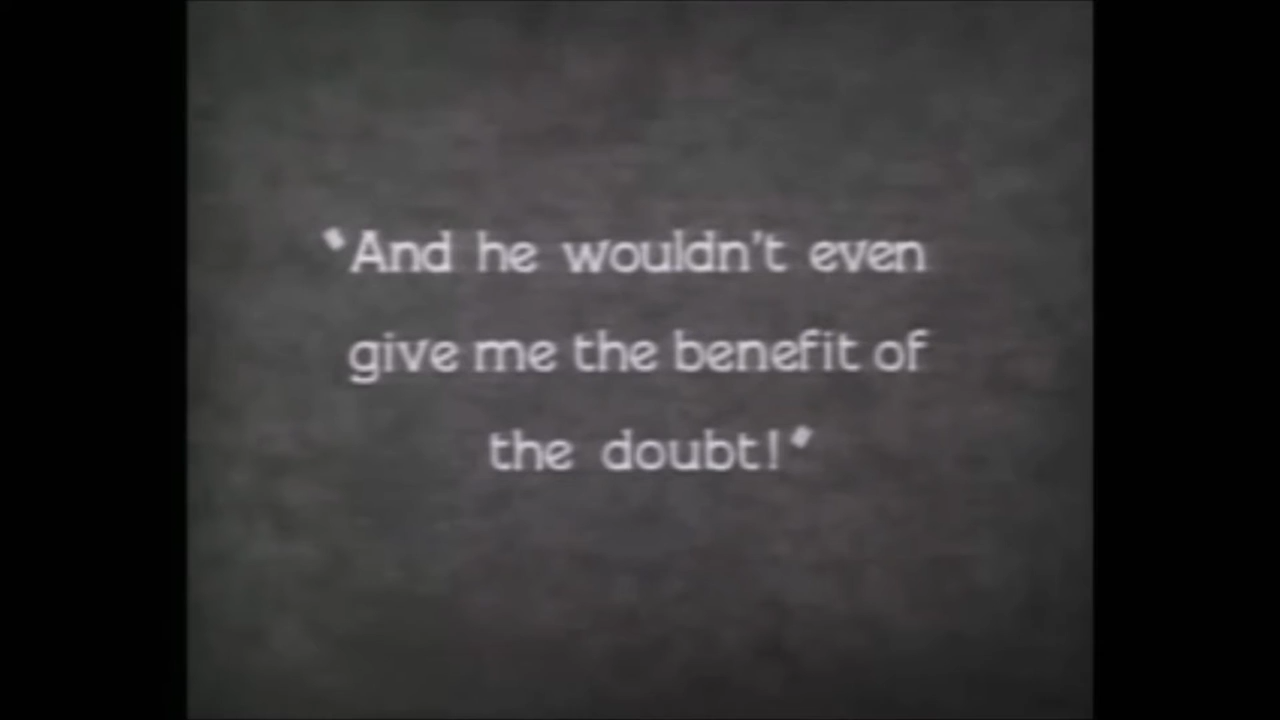 "And he wouldn't even
give me the benefit of
the doubt!"